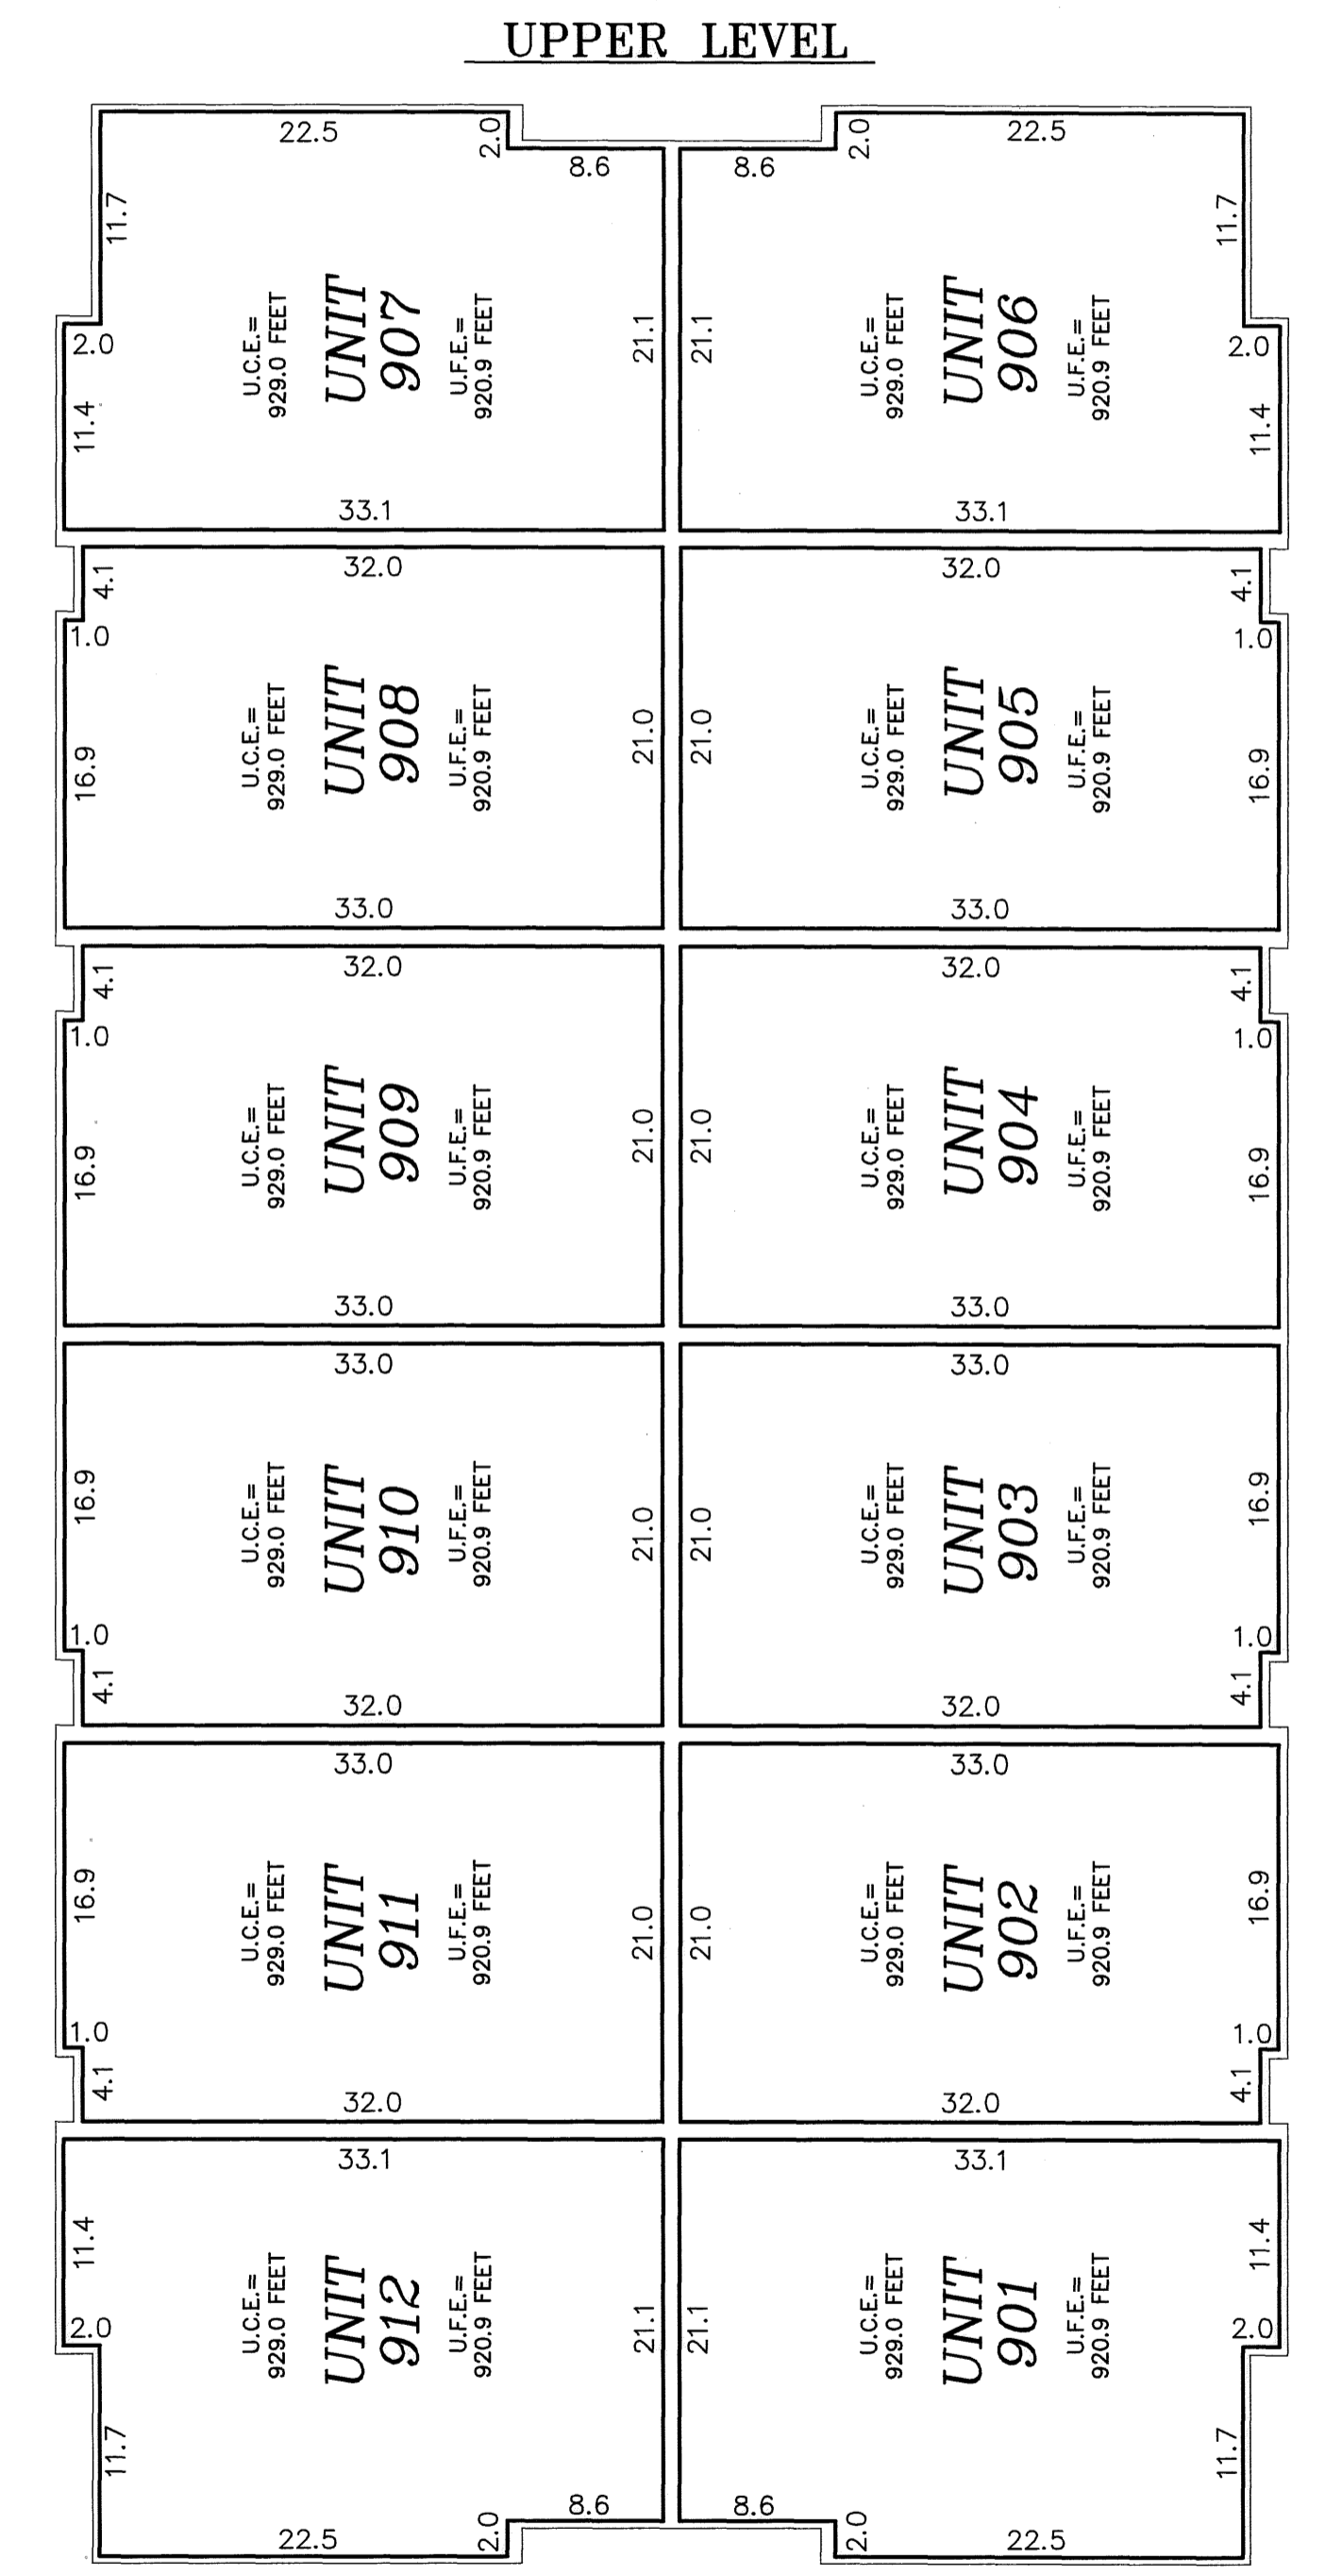 UPPER LEVEL
22.5
2.0
8.6
11.7
2.0
11.4
U.C.E.=
929.0 FEET
UNIT
907
U.F.E.=
920.9 FEET
21.1
33.1
8.6
2.0
22.5
11.7
2.0
11.4
21.1
U.C.E.=
929.0 FEET
UNIT
906
U.F.E.=
920.9 FEET
33.1
32.0
4.1
1.0
16.9
U.C.E.=
929.0 FEET
UNIT
908
U.F.E.=
920.9 FEET
21.0
33.0
32.0
4.1
1.0
16.9
21.0
U.C.E.=
929.0 FEET
UNIT
905
U.F.E.=
920.9 FEET
33.0
32.0
4.1
1.0
16.9
U.C.E.=
929.0 FEET
UNIT
909
U.F.E.=
920.9 FEET
21.0
33.0
32.0
4.1
1.0
16.9
21.0
U.C.E.=
929.0 FEET
UNIT
904
U.F.E.=
920.9 FEET
33.0
33.0
16.9
U.C.E.=
929.0 FEET
UNIT
910
U.F.E.=
920.9 FEET
21.0
1.0
4.1
32.0
33.0
16.9
21.0
U.C.E.=
929.0 FEET
UNIT
903
U.F.E.=
920.9 FEET
1.0
4.1
32.0
33.0
16.9
U.C.E.=
929.0 FEET
UNIT
911
U.F.E.=
920.9 FEET
21.0
1.0
4.1
32.0
33.0
16.9
21.0
U.C.E.=
929.0 FEET
UNIT
902
U.F.E.=
920.9 FEET
1.0
4.1
32.0
33.1
11.4
2.0
U.C.E.=
929.0 FEET
UNIT
912
U.F.E.=
920.9 FEET
21.1
11.7
8.6
2.0
22.5
33.1
11.4
2.0
21.1
U.C.E.=
929.0 FEET
UNIT
901
U.F.E.=
920.9 FEET
11.7
8.6
2.0
22.5